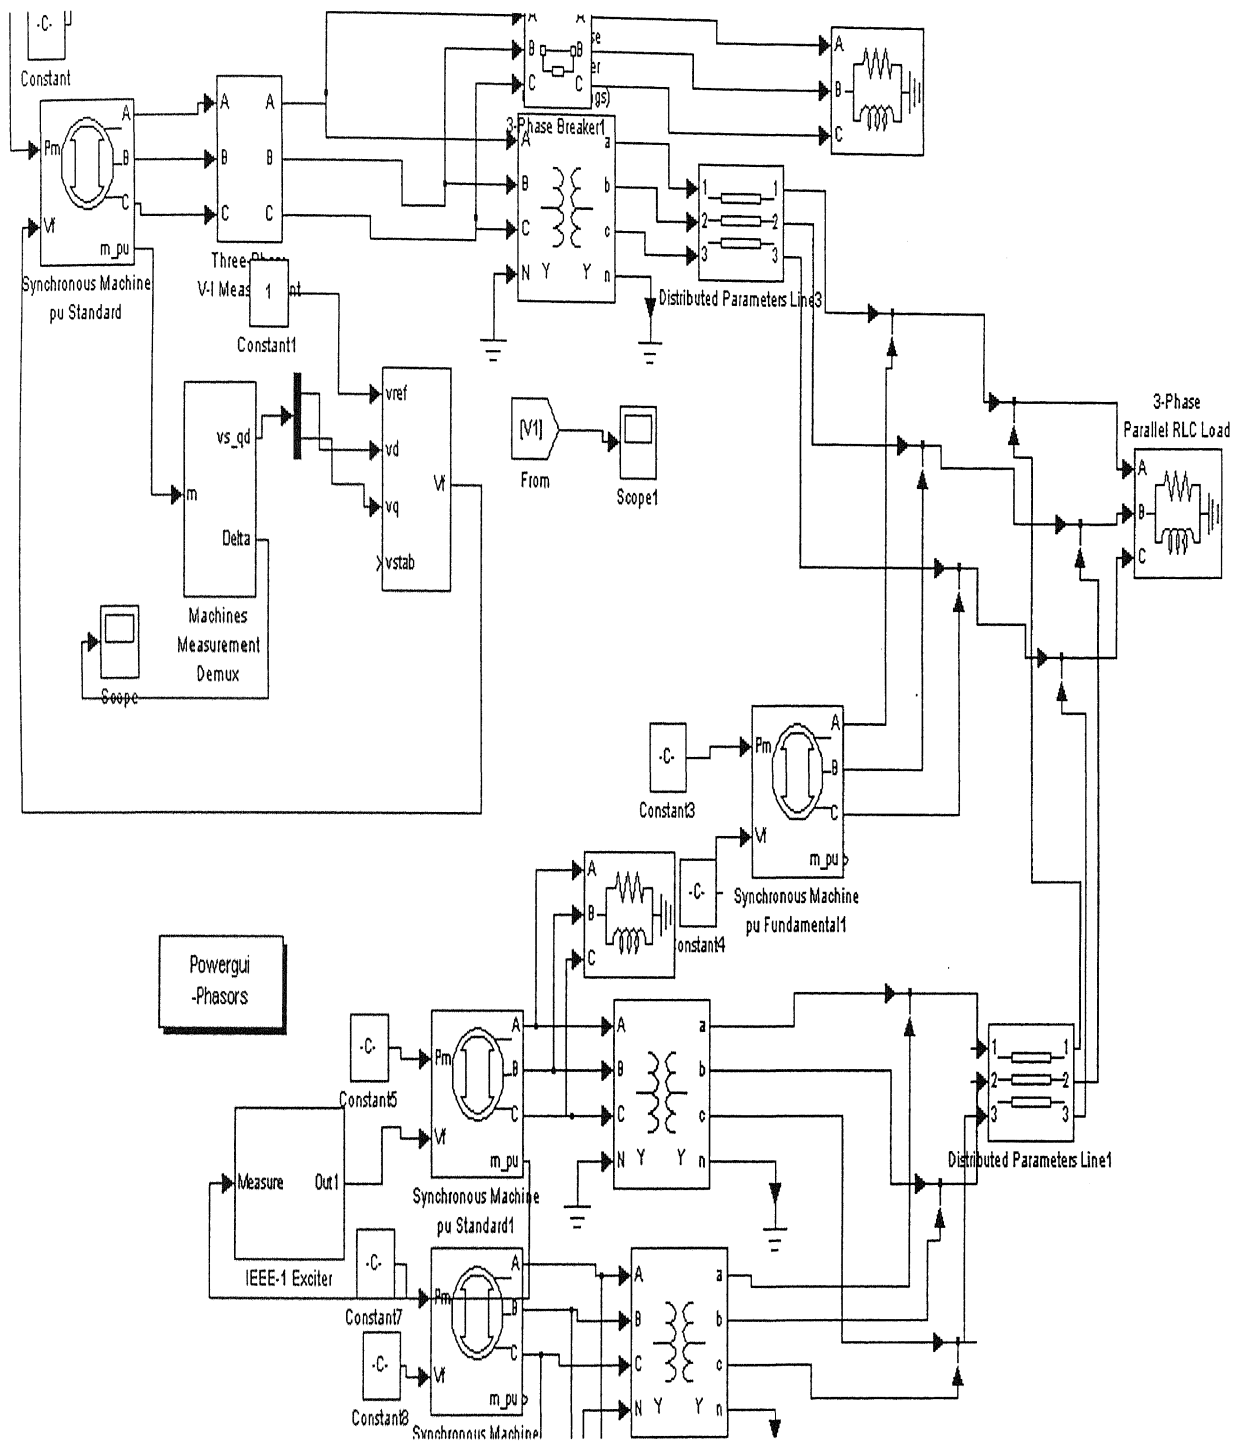 -C-
Constant
Pm
Vf
A
B
C
m_pu
Synchronous Machine
pu Standard
A
B
C
A
B
C
V-I
1
Constant1
A
B
C
A
B
C
gs)
3-Phase Breaker1
A
B
C
N
Y
Y
a
b
c
n
A
B
C
1
2
3
1
2
3
Distributed Parameters Line3
m
vs_qd
Delta
Machines
Measurement
Demux
vref
vd
vq
vstab
Vf
Scope
[V1]
From
Scope1
3-Phase
Parallel RLC Load
A
B
C
-C-
Constant3
Pm
Vf
A
B
C
m_pu
Synchronous Machine
pu Fundamental1
-C-
onstant4
A
B
C
Powergui
-Phasors
-C-
Constant5
Pm
Vf
A
B
C
m_pu
Synchronous Machine
pu Standard1
A
B
C
N
Y
Y
a
b
c
n
1
2
3
1
2
3
Distributed Parameters Line1
Measure
Out1
IEEE-1 Exciter
-C-
Constant7
-C-
Constant8
Pm
Vf
A
B
C
m_pu
Synchronous Machine
A
B
C
N
Y
Y
a
b
c
n